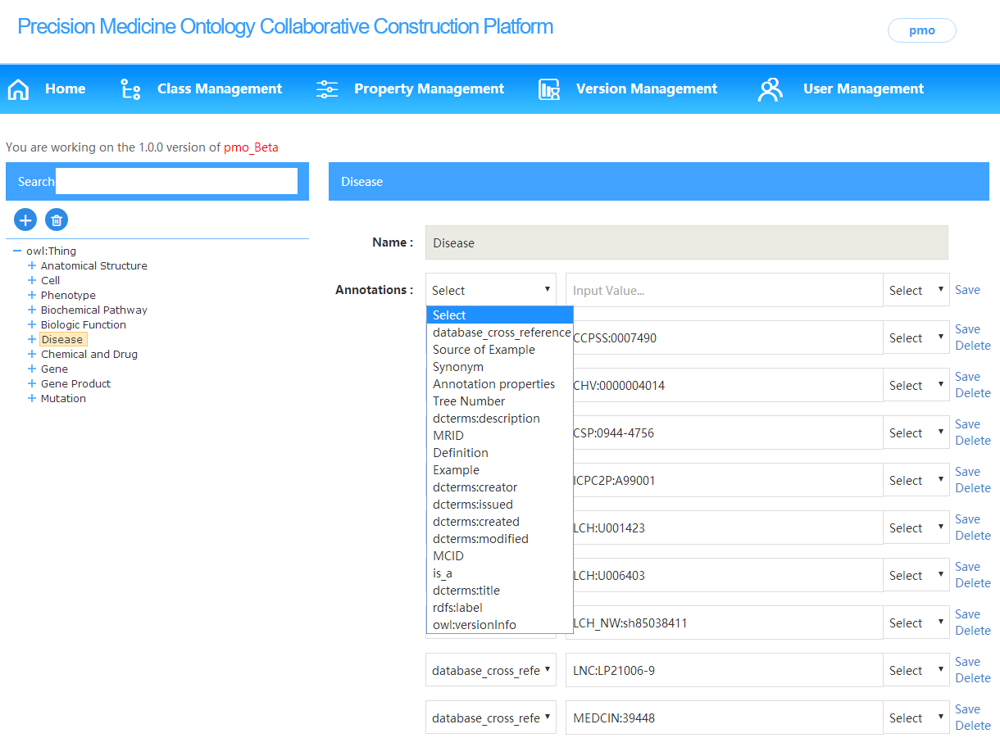 Precision Medicine Ontology Collaborative Construction Platform
pmo
Home Class Management Property Management Version Management User Management
You are working on the 1.0.0 version of pmo_Beta
Search
owl:Thing
Anatomical Structure
Cell
Phenotype
Biochemical Pathway
Biologic Function
Disease
Chemical and Drug
Gene
Gene Product
Mutation
Disease
Name : Disease
Annotations : Select Input Value... Select Save
Select
database_cross_reference
Source of Example
Synonym
Annotation properties
Tree Number
dcterms:description
MRID
Definition
Example
dcterms:creator
dcterms:issued
dcterms:created
dcterms:modified
MCID
is_a
dcterms:title
rdfs:label
owl:versionInfo
CCPSS:0007490 Select Save
Delete
CHV:0000004014 Select Save
Delete
CSP:0944-4756 Select Save
Delete
ICPC2P:A99001 Select Save
Delete
LCH:U001423 Select Save
Delete
LCH:U006403 Select Save
Delete
LCH_NW:sh85038411 Select Save
Delete
database_cross_refe LNC:LP21006-9 Select Save
Delete
database_cross_refe MEDCIN:39448 Select Save
Delete